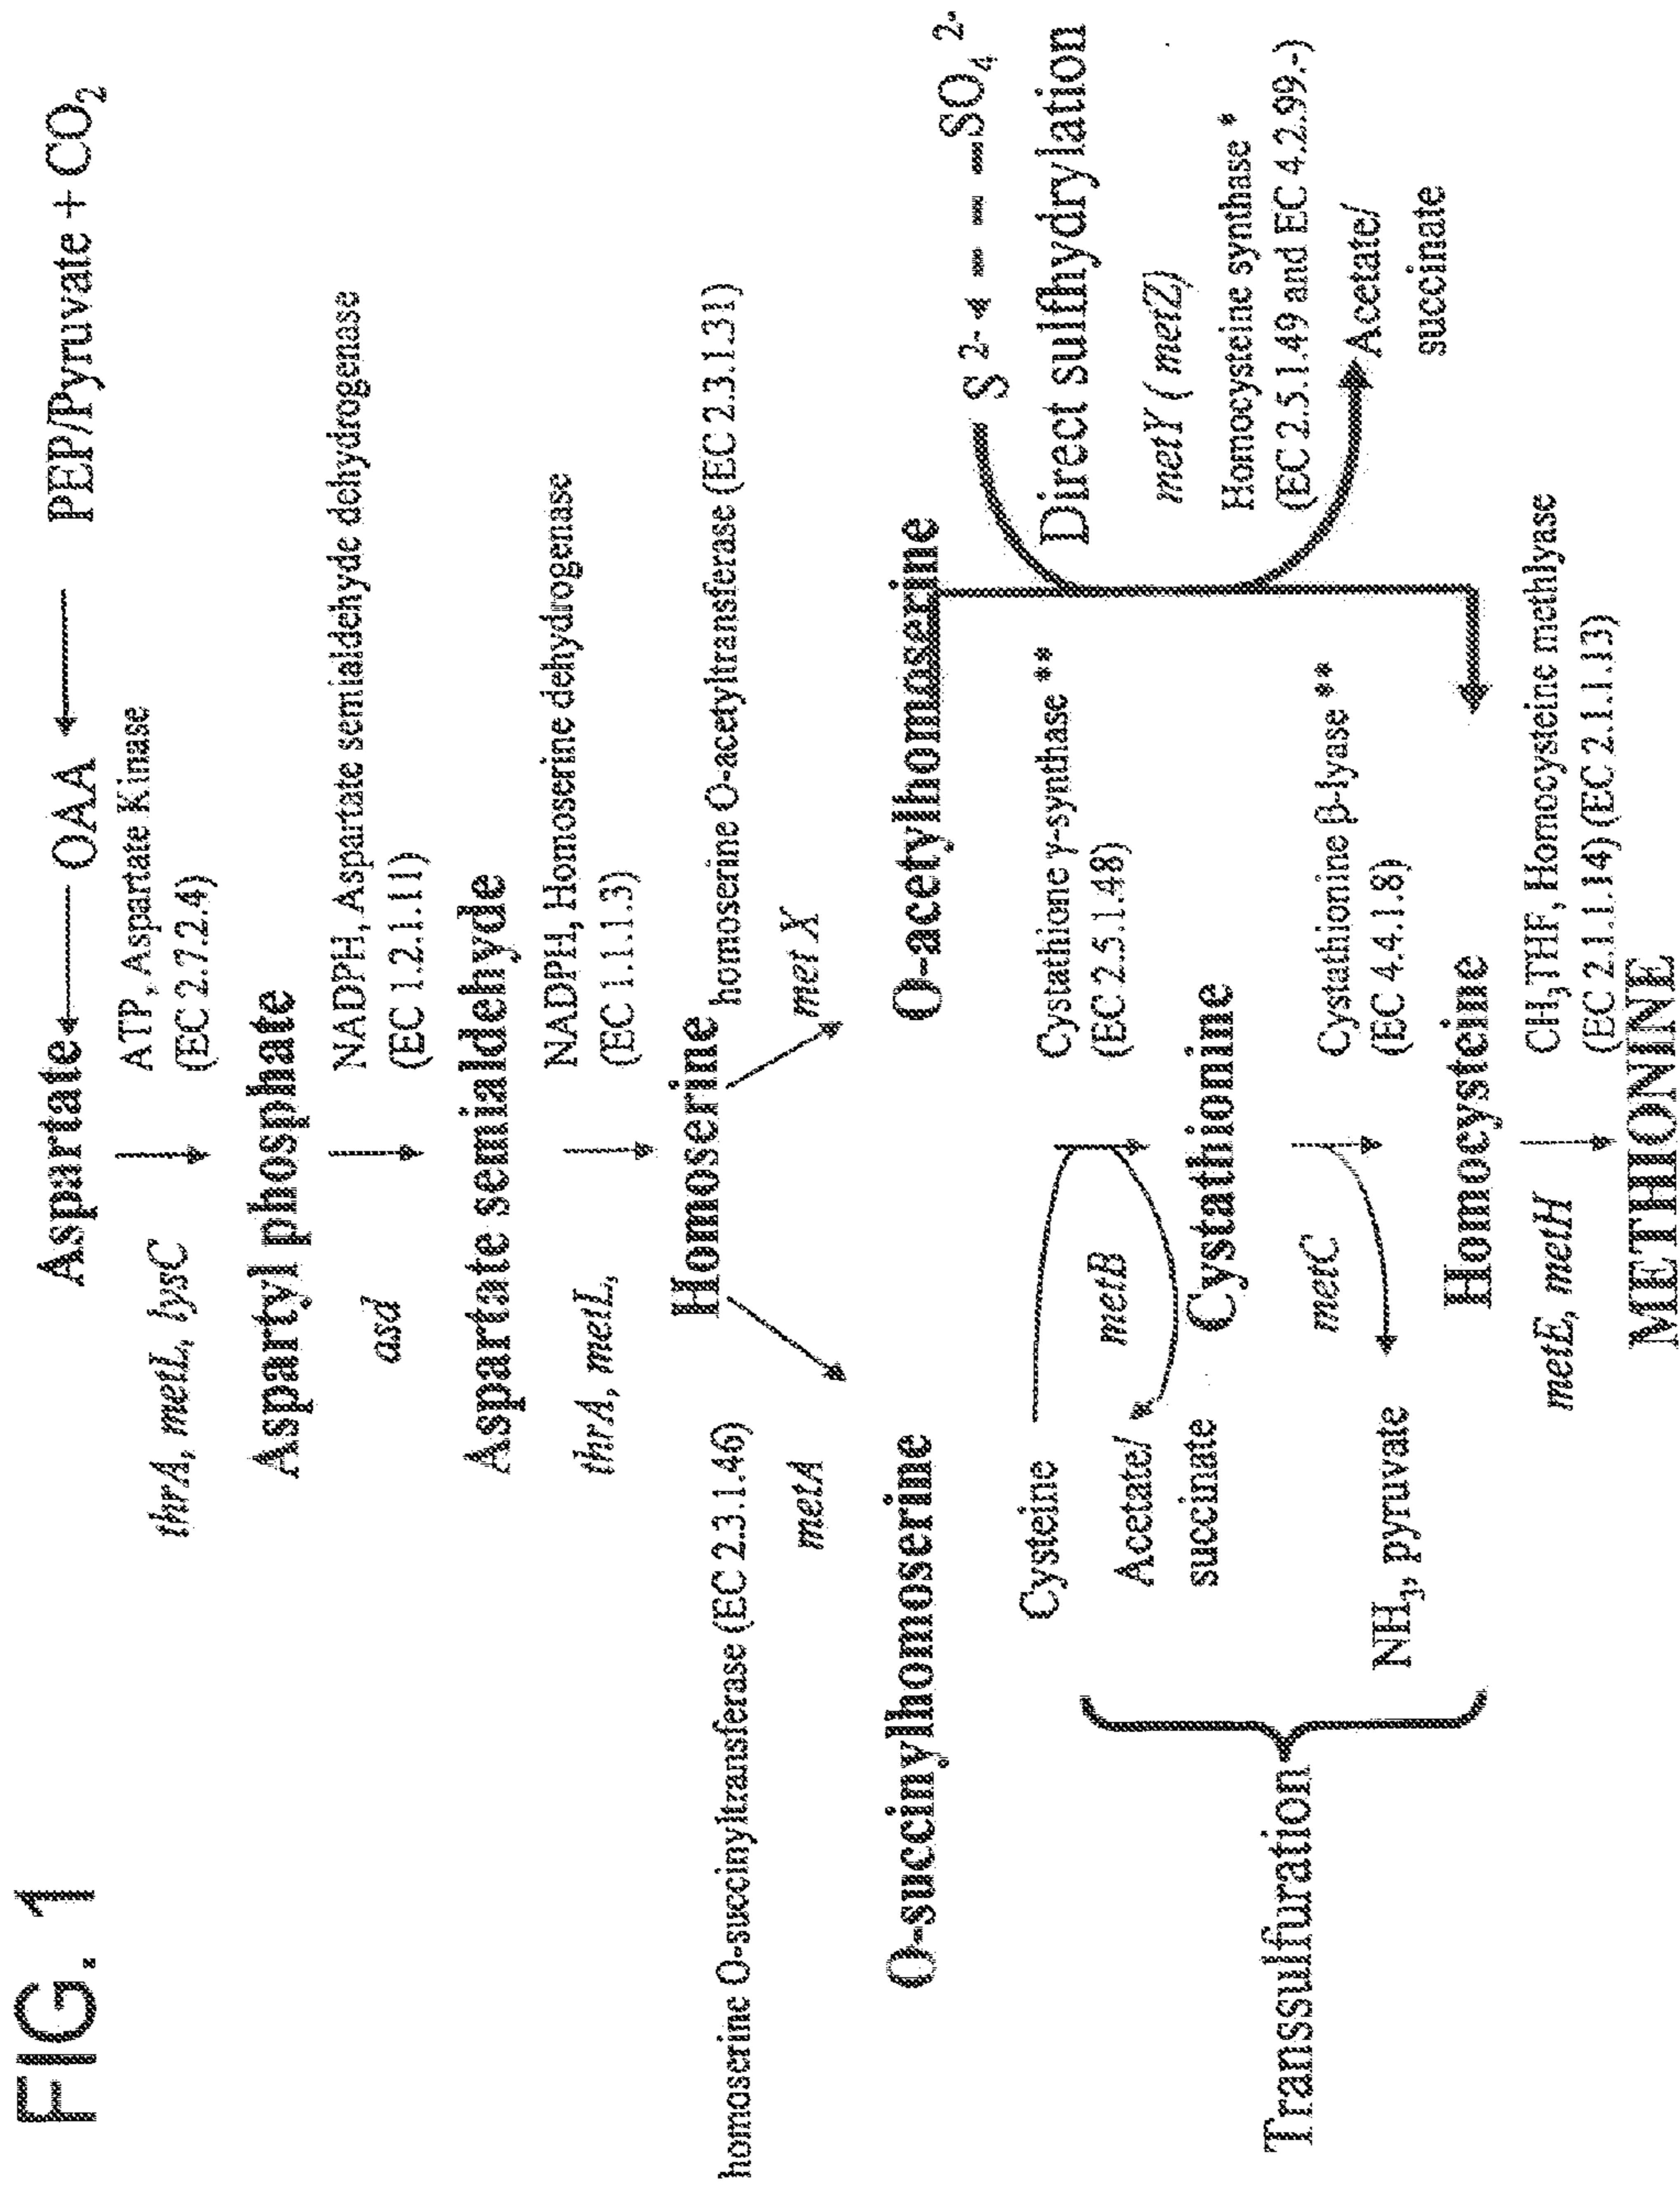 FIG. 1
Aspartate
OAA
PEP/Pyruvate + CO₂
thrA, metL, lysC
ATP, Aspartate Kinase
(EC 2.7.2.4)
Aspartyl phosphate
asd
NADPH, Aspartate semialdehyde dehydrogenase
(EC 1.2.1.11)
Aspartate semialdehyde
thrA, metL,
NADPH, Homoserine dehydrogenase
(EC 1.1.1.3)
Homoserine
homoserine O-succinyltransferase (EC 2.3.1.46)
homoserine O-acetyltransferase (EC 2.3.1.31)
metA
met X
O-succinylhomoserine
O-acetylhomoserine
S ²⁻
SO₄ ²⁻
Cysteine
Cystathione γ-synthase **
(EC 2.5.1.48)
Direct sulfhydrylation
metB
Acetate/
succinate
metY ( metZ)
Cystathionine
Homocysteine synthase *
(EC 2.5.1.49 and EC 4.2.99.-)
Transsulfuration
metC
Cystathionine β-lyase **
(EC 4.4.1.8)
Acetate/
succinate
NH₃, pyruvate
Homocysteine
metE, metH
CH₃THF, Homocysteine methlyase
(EC 2.1.1.14) (EC 2.1.1.13)
METHIONINE